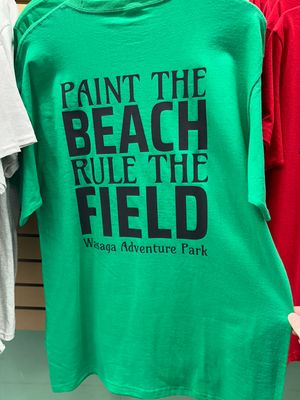 PAINT THE
BEACH
RULE THE
FIELD
Wasaga Adventure Park